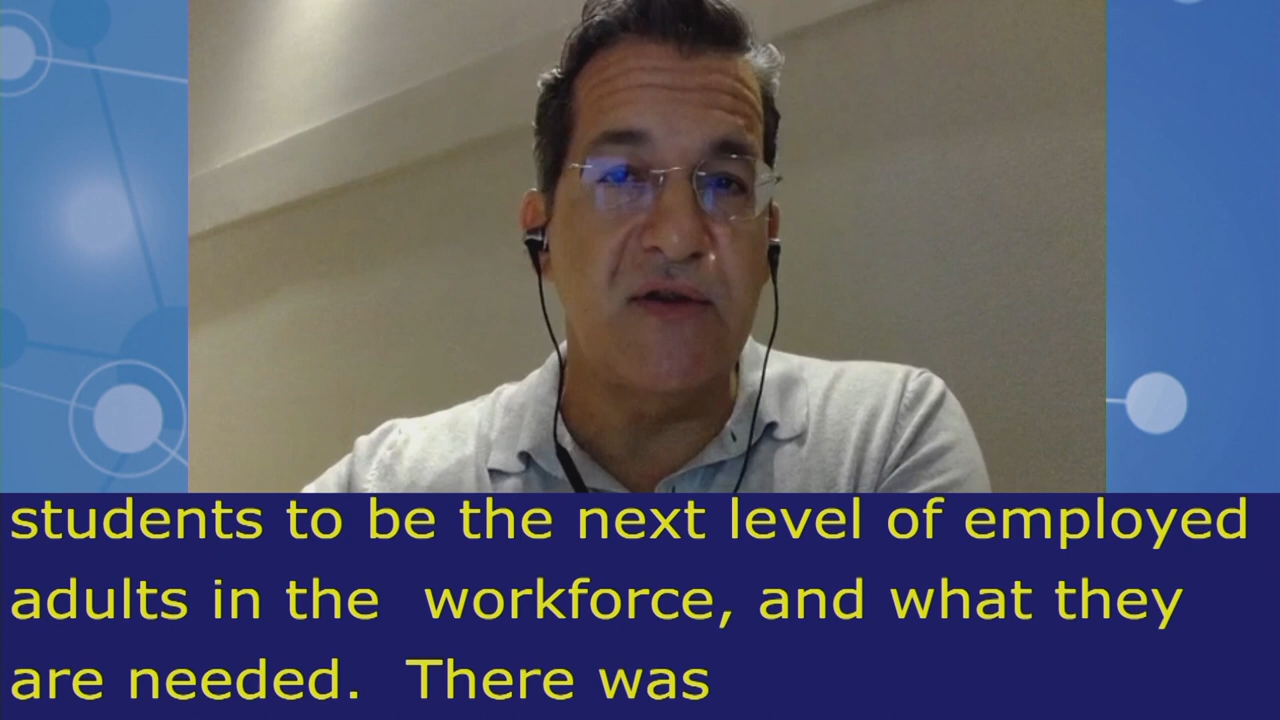 students to be the next level of employed
adults in the  workforce, and what they
are needed.  There was